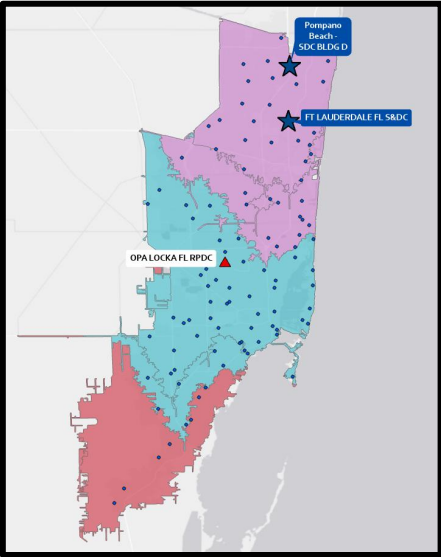 Pompano
Beach -
SDC BLDG D
FT LAUDERDALE FL S&DC
OPA LOCKA FL RPDC